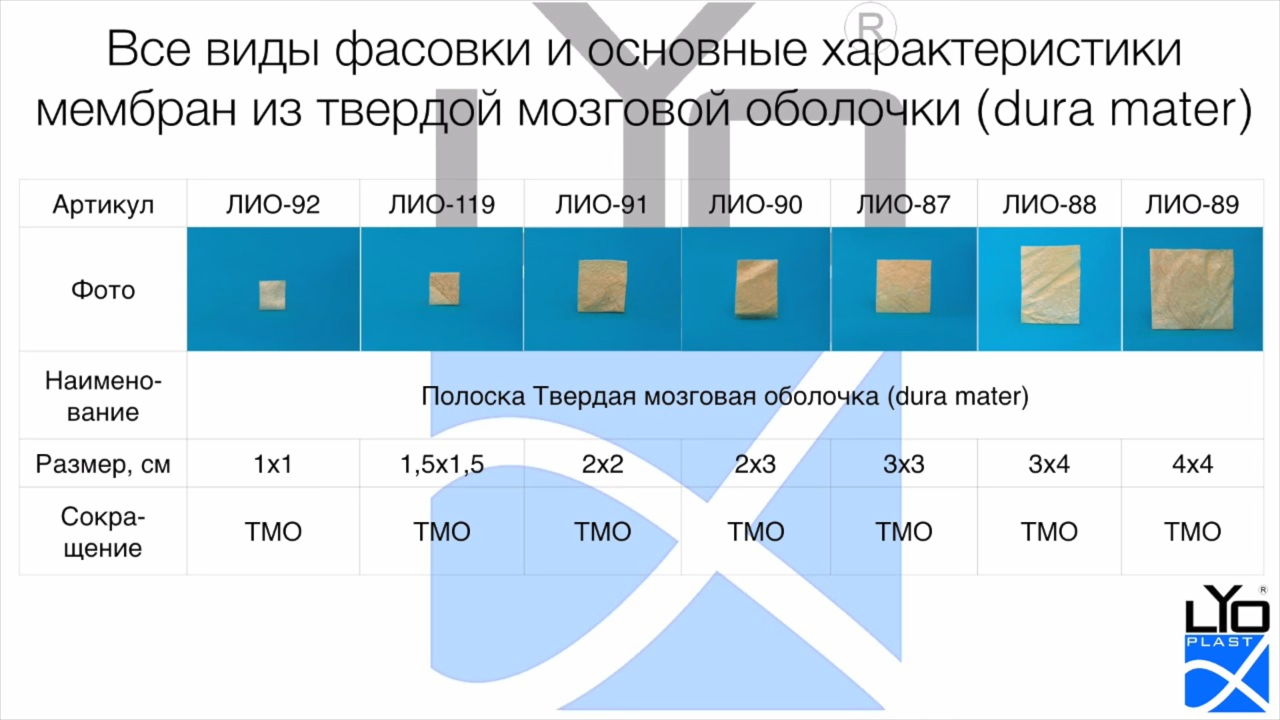 Все виды фасовки и основные характеристики
мембран из твердой мозговой оболочки (dura mater)
LYO ®
Артикул ЛИО-92 ЛИО-119 ЛИО-91 ЛИО-90 ЛИО-87 ЛИО-88 ЛИО-89
Фото
Наимено-
вание
Полоска Твердая мозговая оболочка (dura mater)
Размер, см 1x1 1,5x1,5 2x2 2x3 3x3 3x4 4x4
Сокра-
щение
ТМО ТМО ТМО ТМО ТМО ТМО ТМО
LYO ®
PLAST